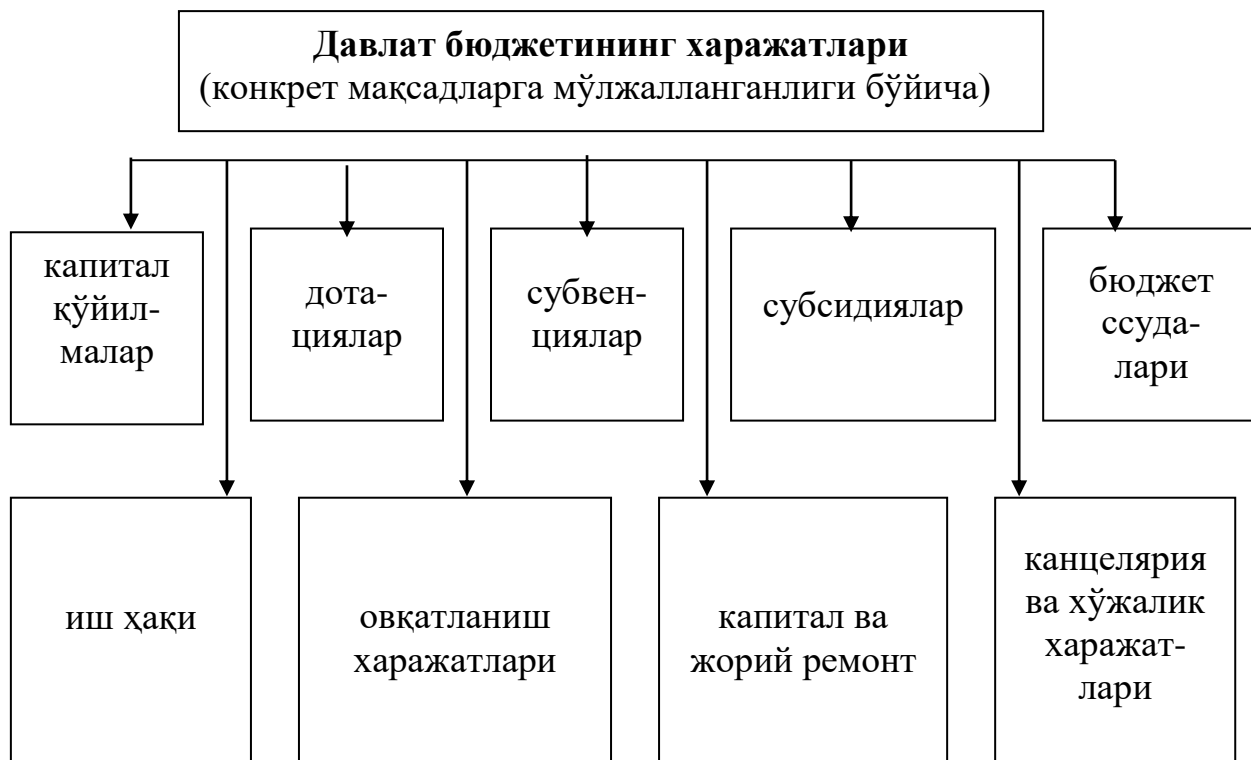 Давлат бюджетининг харажатлари
(конкрет мақсадларга мўлжалланганлиги бўйича)
капитал
қўйил-
малар
дота-
циялар
субвен-
циялар
субсидиялар
бюджет
ссуда-
лари
иш ҳақи
овқатланиш
харажатлари
капитал ва
жорий ремонт
канцелярия
ва хўжалик
харажат-
лари